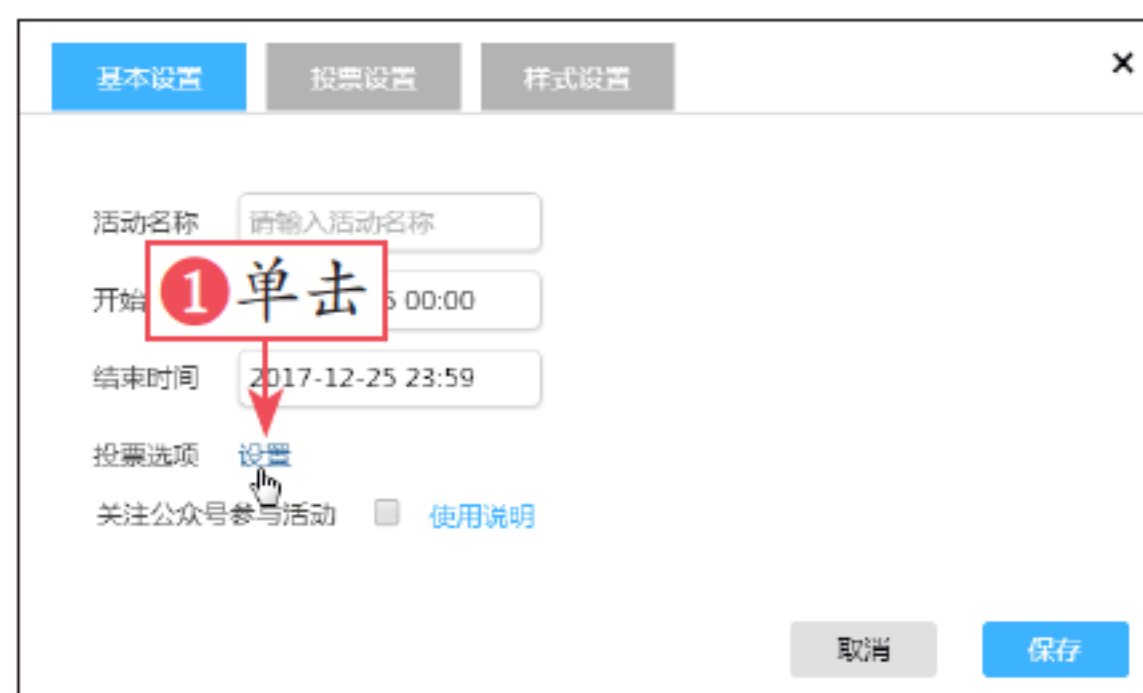 基本设置 投票设置 样式设置 ×
活动名称 请输入活动名称
开始 00:00
1 单击
结束时间 2017-12-25 23:59
投票选项 设置
关注公众号参与活动 使用说明
取消 保存